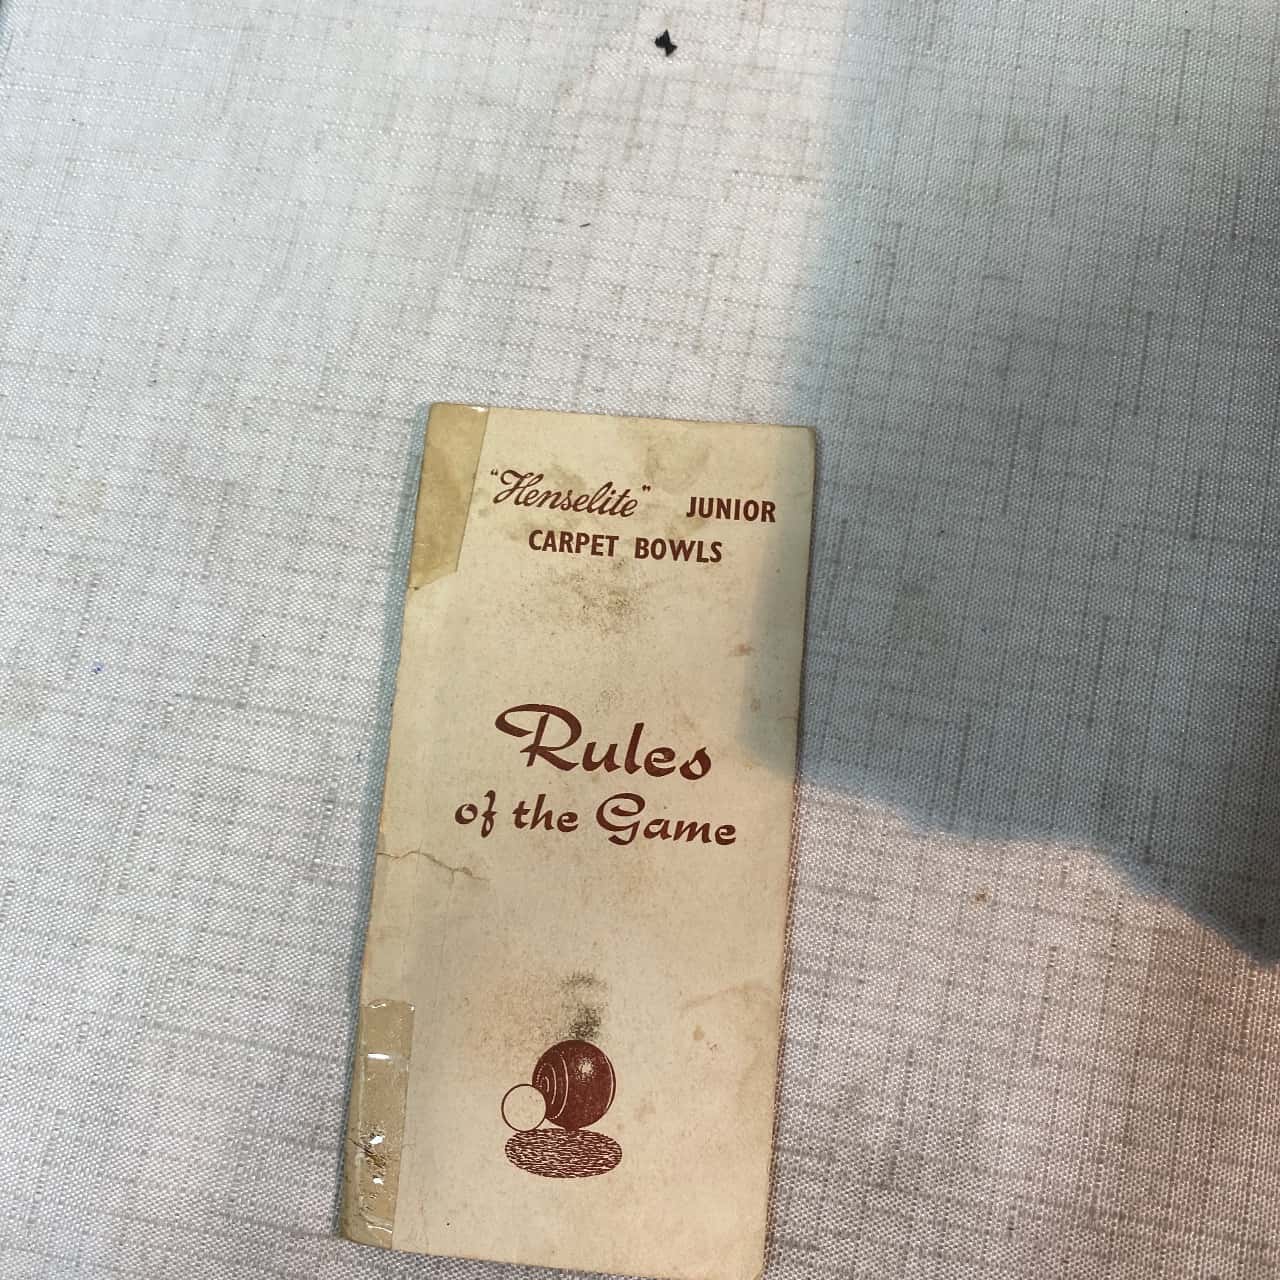 "Henselite" JUNIOR
CARPET BOWLS
Rules
of the Game